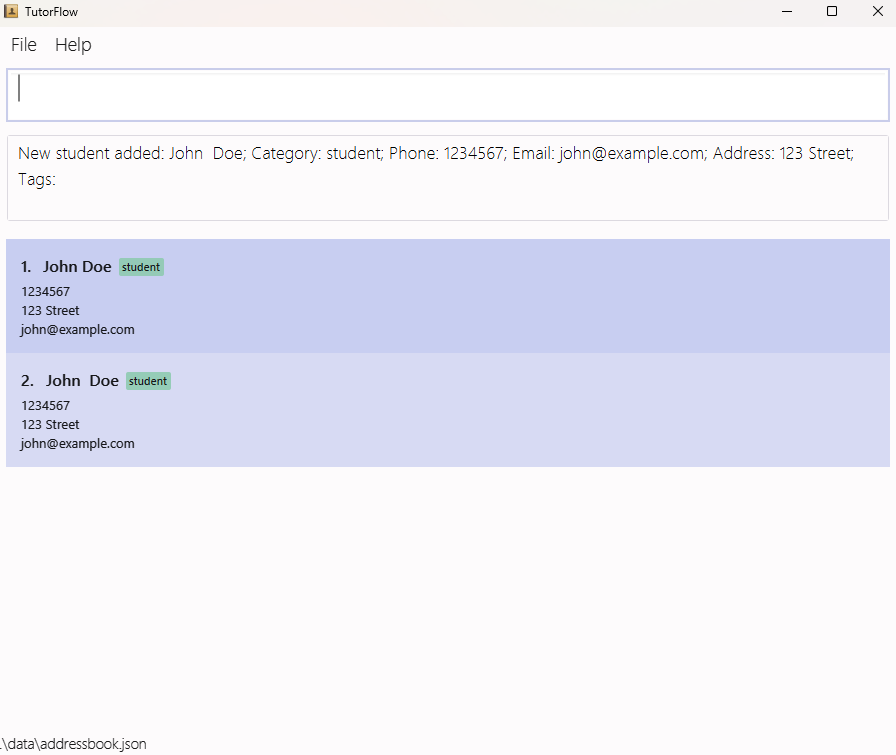 TutorFlow
File Help
New student added: John  Doe; Category: student; Phone: 1234567; Email: john@example.com; Address: 123 Street;
Tags:
1. John Doe student
1234567
123 Street
john@example.com
2. John  Doe student
1234567
123 Street
john@example.com
.\data\addressbook.json